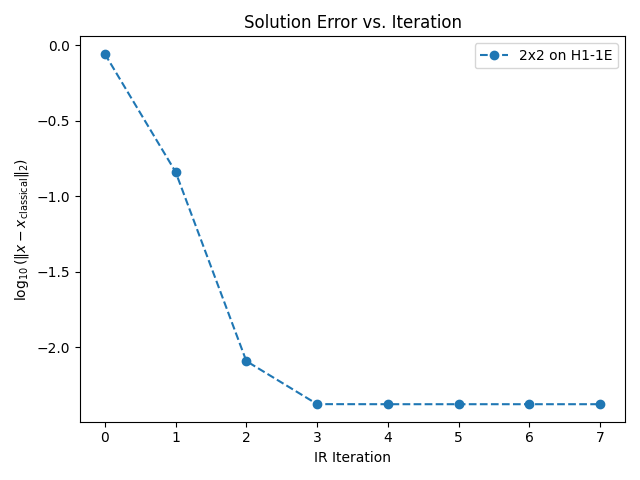 Solution Error vs. Iteration
2x2 on H1-1E
log₁₀(‖x − x_classical‖₂)
0.0
−0.5
−1.0
−1.5
−2.0
0 1 2 3 4 5 6 7
IR Iteration